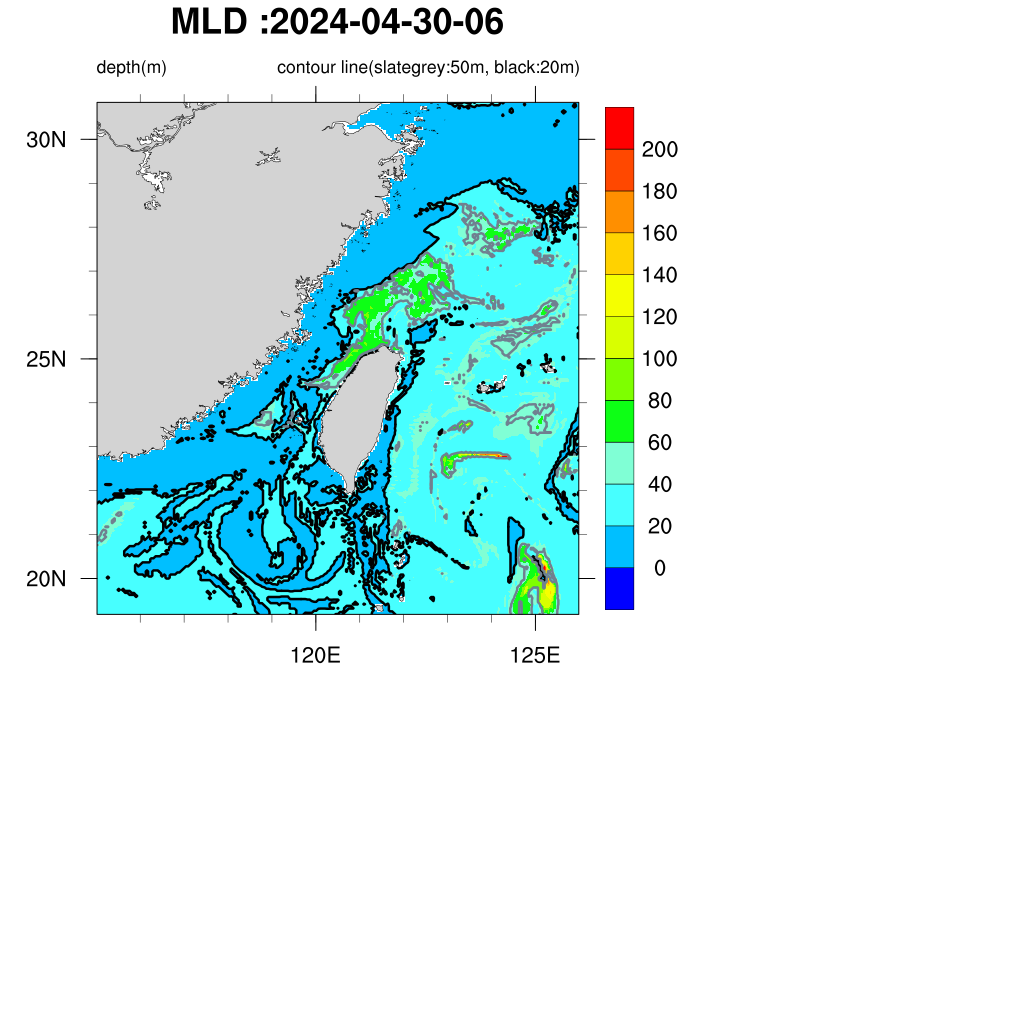 MLD :2024-04-30-06
depth(m)
contour line(slategrey:50m, black:20m)
30N
25N
20N
120E
125E
200
180
160
140
120
100
80
60
40
20
0